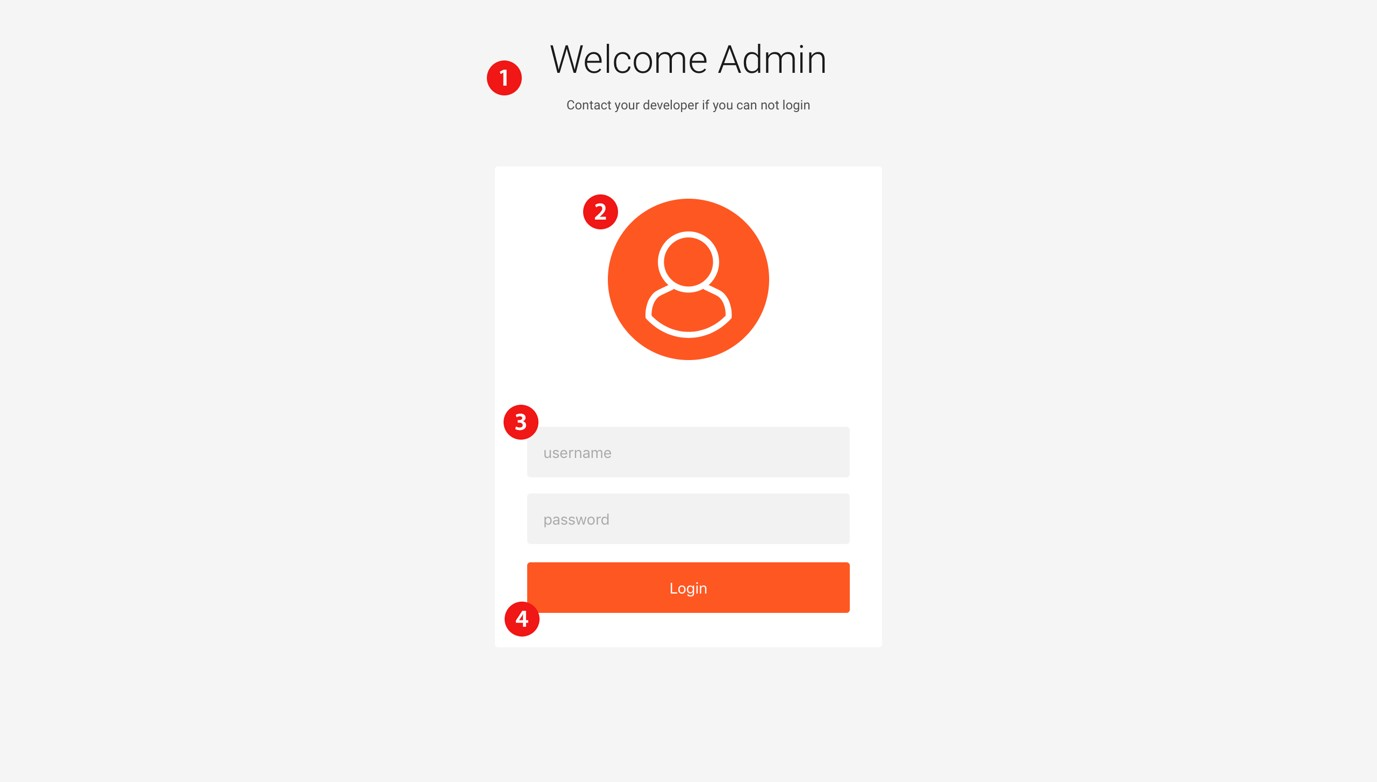 Welcome Admin
1
Contact your developer if you can not login
2
3
username
password
Login
4